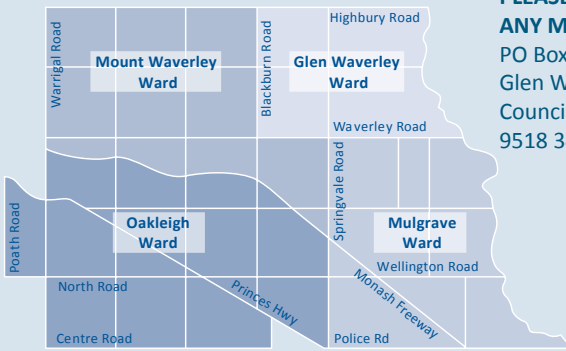 PLEASE
ANY M
PO Box
Glen W
Counci
9518 3
Highbury Road
Warrigal Road
Mount Waverley
Ward
Blackburn Road
Glen Waverley
Ward
Waverley Road
Springvale Road
Poath Road
Oakleigh
Ward
Mulgrave
Ward
Wellington Road
North Road
Princes Hwy
Monash Freeway
Centre Road
Police Rd